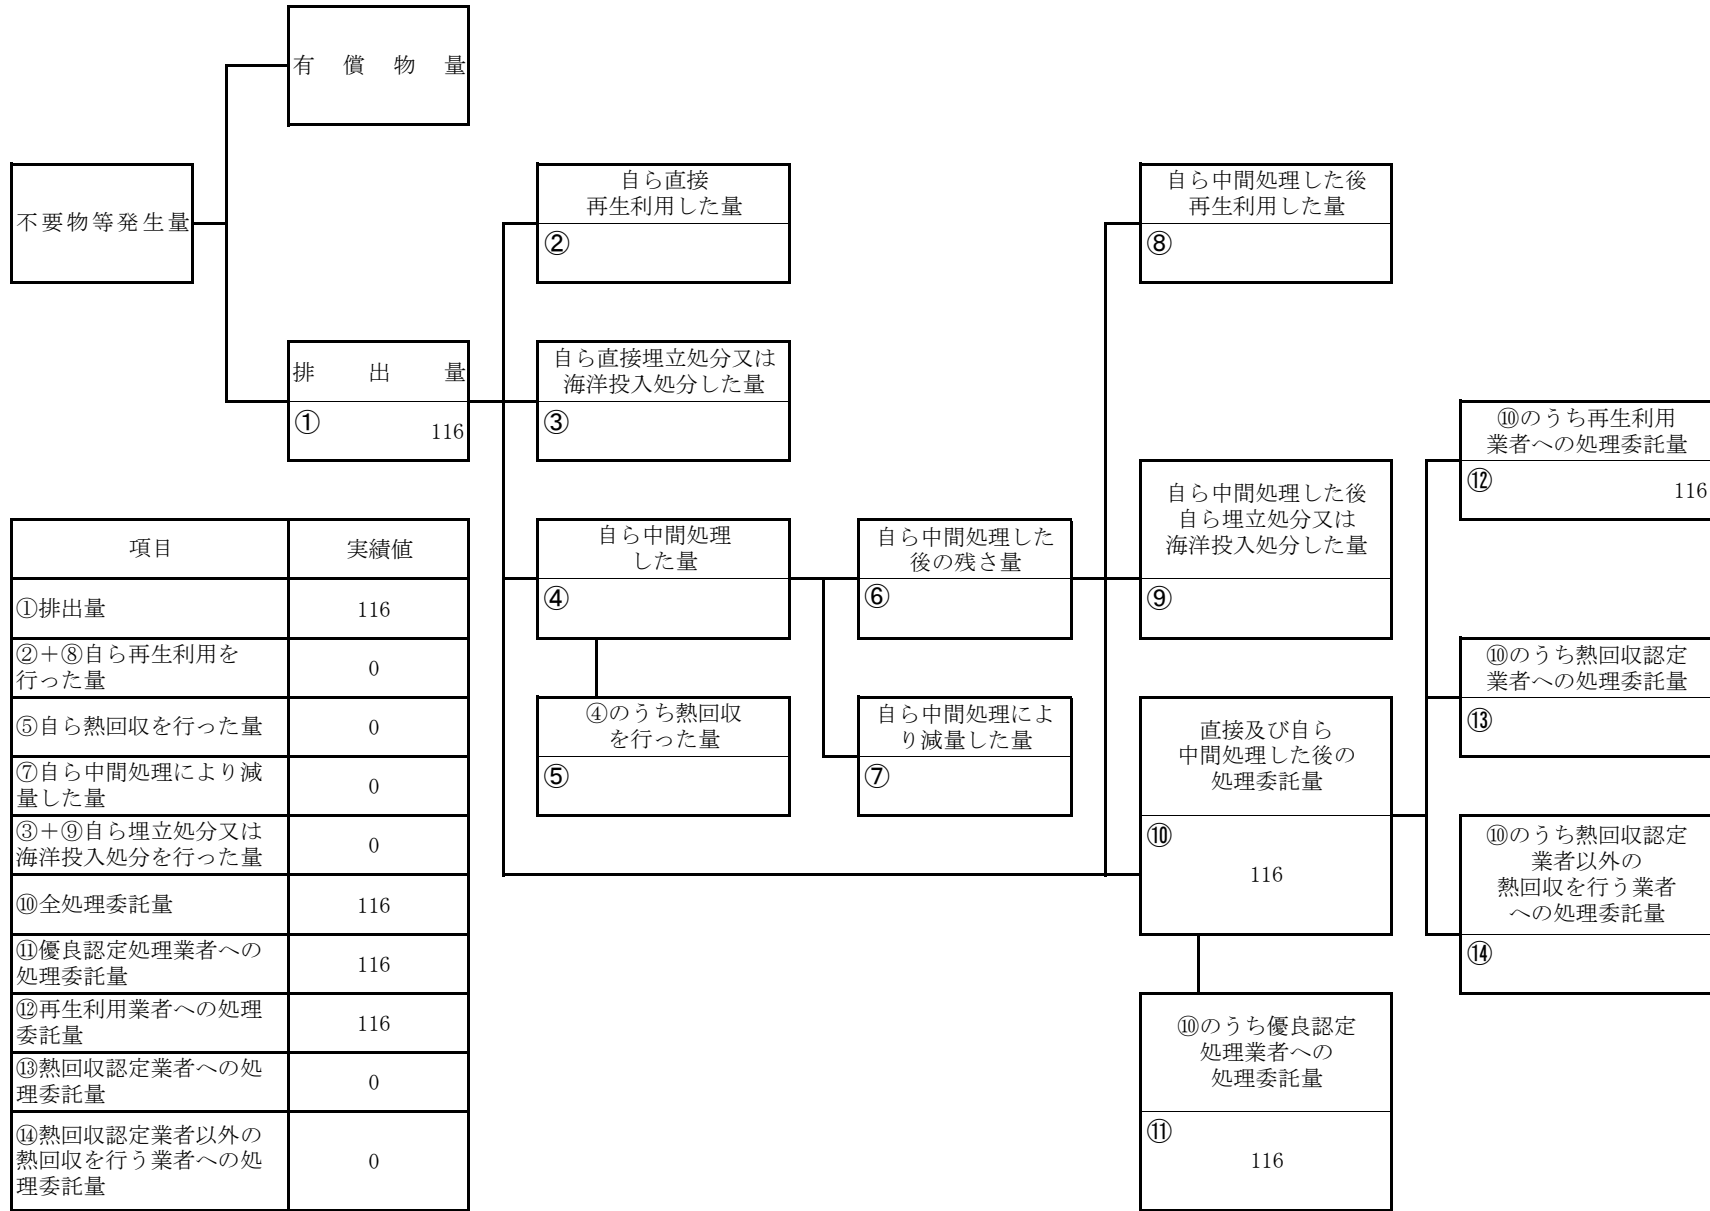 有償物量
不要物等発生量
排出量
①
116
自ら直接
再生利用した量
②
自ら直接埋立処分又は
海洋投入処分した量
③
自ら中間処理
した量
④
④のうち熱回収
を行った量
⑤
自ら中間処理した
後の残さ量
⑥
自ら中間処理によ
り減量した量
⑦
自ら中間処理した後
再生利用した量
⑧
自ら中間処理した後
自ら埋立処分又は
海洋投入処分した量
⑨
直接及び自ら
中間処理した後の
処理委託量
⑩
116
⑩のうち優良認定
処理業者への
処理委託量
⑪
116
⑩のうち再生利用
業者への処理委託量
⑫
116
⑩のうち熱回収認定
業者への処理委託量
⑬
⑩のうち熱回収認定
業者以外の
熱回収を行う業者
への処理委託量
⑭
項目 実績値
①排出量 116
②+⑧自ら再生利用を
行った量
0
⑤自ら熱回収を行った量 0
⑦自ら中間処理により減
量した量
0
③+⑨自ら埋立処分又は
海洋投入処分を行った量
0
⑩全処理委託量 116
⑪優良認定処理業者への
処理委託量
116
⑫再生利用業者への処理
委託量
116
⑬熱回収認定業者への処
理委託量
0
⑭熱回収認定業者以外の
熱回収を行う業者への処
理委託量
0